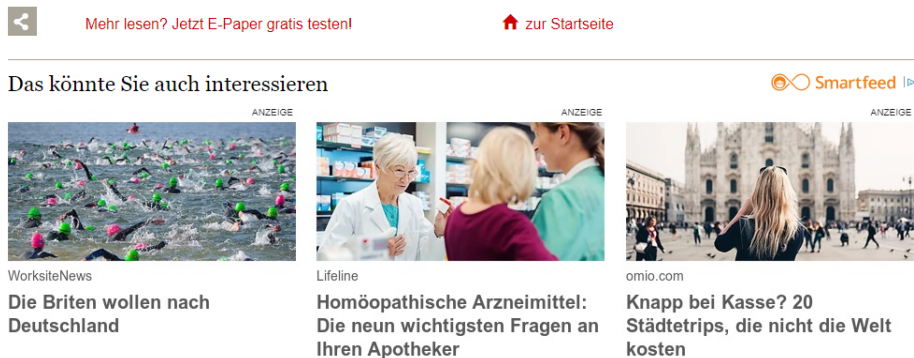 Mehr lesen? Jetzt E-Paper gratis testen!
zur Startseite
Das könnte Sie auch interessieren
Smartfeed
ANZEIGE
ANZEIGE
ANZEIGE
WorksiteNews
Die Briten wollen nach
Deutschland
Lifeline
Homöopathische Arzneimittel:
Die neun wichtigsten Fragen an
Ihren Apotheker
omio.com
Knapp bei Kasse? 20
Städtetrips, die nicht die Welt
kosten